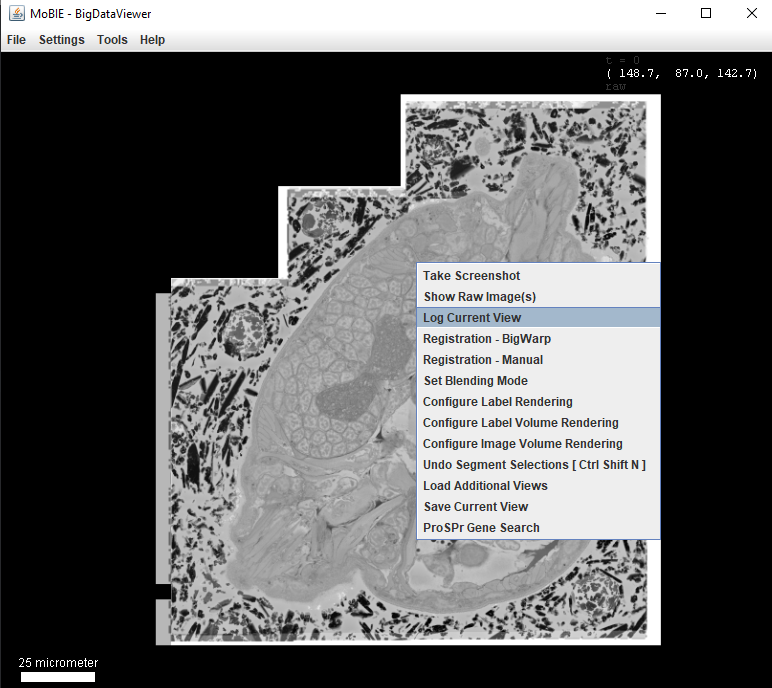 MoBIE - BigDataViewer
File Settings Tools Help
t = 0
( 148.7, 87.0, 142.7)
raw
Take Screenshot
Show Raw Image(s)
Log Current View
Registration - BigWarp
Registration - Manual
Set Blending Mode
Configure Label Rendering
Configure Label Volume Rendering
Configure Image Volume Rendering
Undo Segment Selections [ Ctrl Shift N ]
Load Additional Views
Save Current View
ProSPr Gene Search
25 micrometer